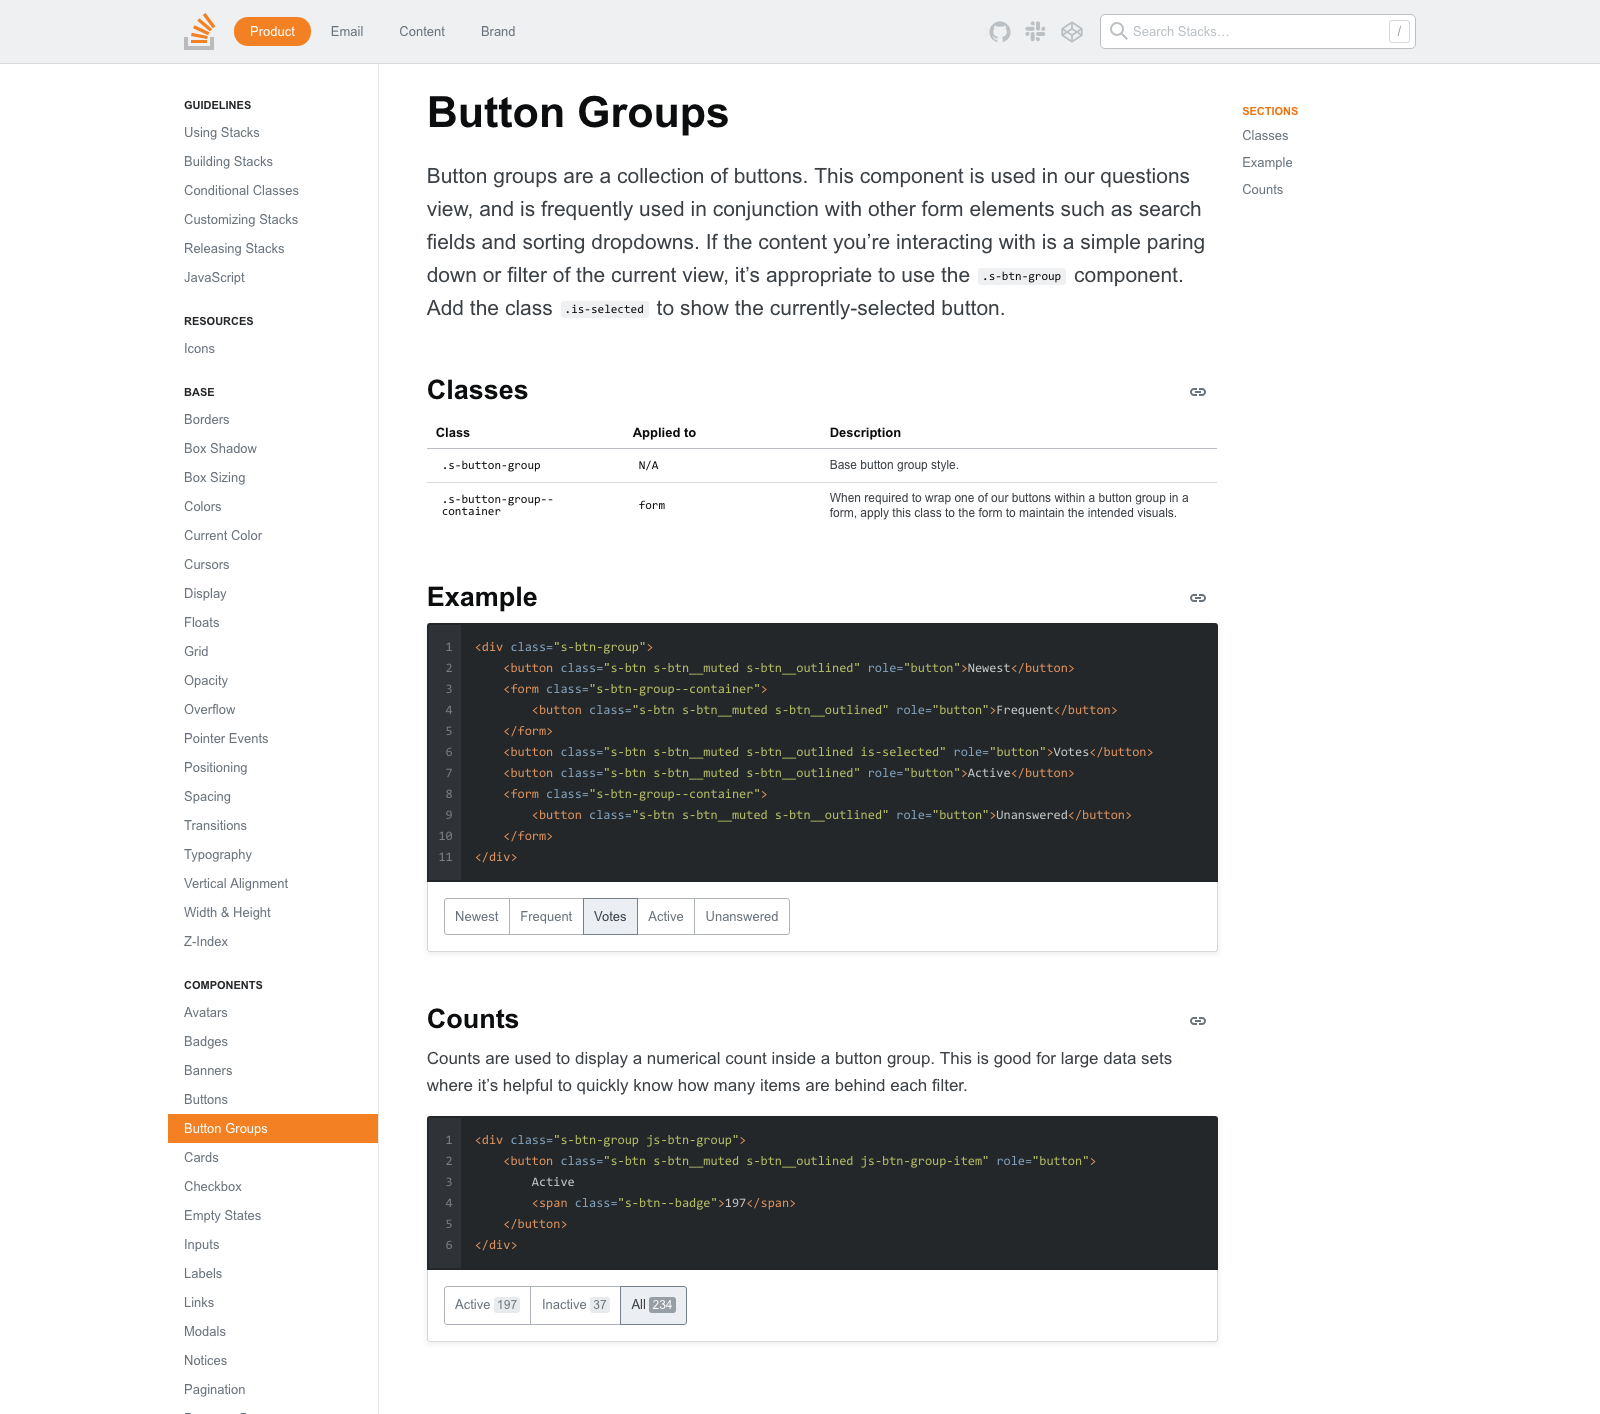 Product
Email
Content
Brand
Search Stacks…
/
GUIDELINES
Using Stacks
Building Stacks
Conditional Classes
Customizing Stacks
Releasing Stacks
JavaScript
RESOURCES
Icons
BASE
Borders
Box Shadow
Box Sizing
Colors
Current Color
Cursors
Display
Floats
Grid
Opacity
Overflow
Pointer Events
Positioning
Spacing
Transitions
Typography
Vertical Alignment
Width & Height
Z-Index
COMPONENTS
Avatars
Badges
Banners
Buttons
Button Groups
Cards
Checkbox
Empty States
Inputs
Labels
Links
Modals
Notices
Pagination
Button Groups
Button groups are a collection of buttons. This component is used in our questions
view, and is frequently used in conjunction with other form elements such as search
fields and sorting dropdowns. If the content you’re interacting with is a simple paring
down or filter of the current view, it’s appropriate to use the .s-btn-group component.
Add the class .is-selected to show the currently-selected button.
Classes
Class Applied to Description
.s-button-group N/A Base button group style.
.s-button-group--
container
form
When required to wrap one of our buttons within a button group in a
form, apply this class to the form to maintain the intended visuals.
Example
1 <div class="s-btn-group">
2 <button class="s-btn s-btn__muted s-btn__outlined" role="button">Newest</button>
3 <form class="s-btn-group--container">
4 <button class="s-btn s-btn__muted s-btn__outlined" role="button">Frequent</button>
5 </form>
6 <button class="s-btn s-btn__muted s-btn__outlined is-selected" role="button">Votes</button>
7 <button class="s-btn s-btn__muted s-btn__outlined" role="button">Active</button>
8 <form class="s-btn-group--container">
9 <button class="s-btn s-btn__muted s-btn__outlined" role="button">Unanswered</button>
10 </form>
11 </div>
Newest Frequent Votes Active Unanswered
Counts
Counts are used to display a numerical count inside a button group. This is good for large data sets
where it’s helpful to quickly know how many items are behind each filter.
1 <div class="s-btn-group js-btn-group">
2 <button class="s-btn s-btn__muted s-btn__outlined js-btn-group-item" role="button">
3 Active
4 <span class="s-btn--badge">197</span>
5 </button>
6 </div>
Active 197 Inactive 37 All 234
SECTIONS
Classes
Example
Counts